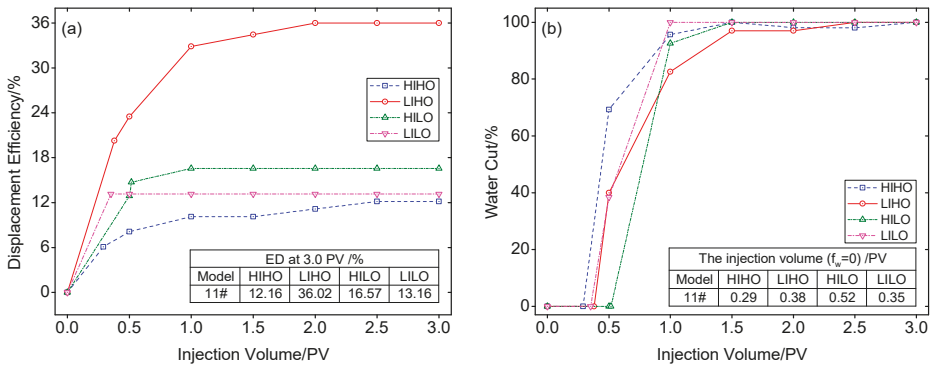 (a)
Displacement Efficiency/%
36
30
24
18
12
6
0
HIHO
LIHO
HILO
LILO
ED at 3.0 PV /%
Model HIHO LIHO HILO LILO
11# 12.16 36.02 16.57 13.16
0.0 0.5 1.0 1.5 2.0 2.5 3.0
Injection Volume/PV
(b)
Water Cut/%
100
80
60
40
20
0
HIHO
LIHO
HILO
LILO
The injection volume (fw=0) /PV
Model HIHO LIHO HILO LILO
11# 0.29 0.38 0.52 0.35
0.0 0.5 1.0 1.5 2.0 2.5 3.0
Injection Volume/PV